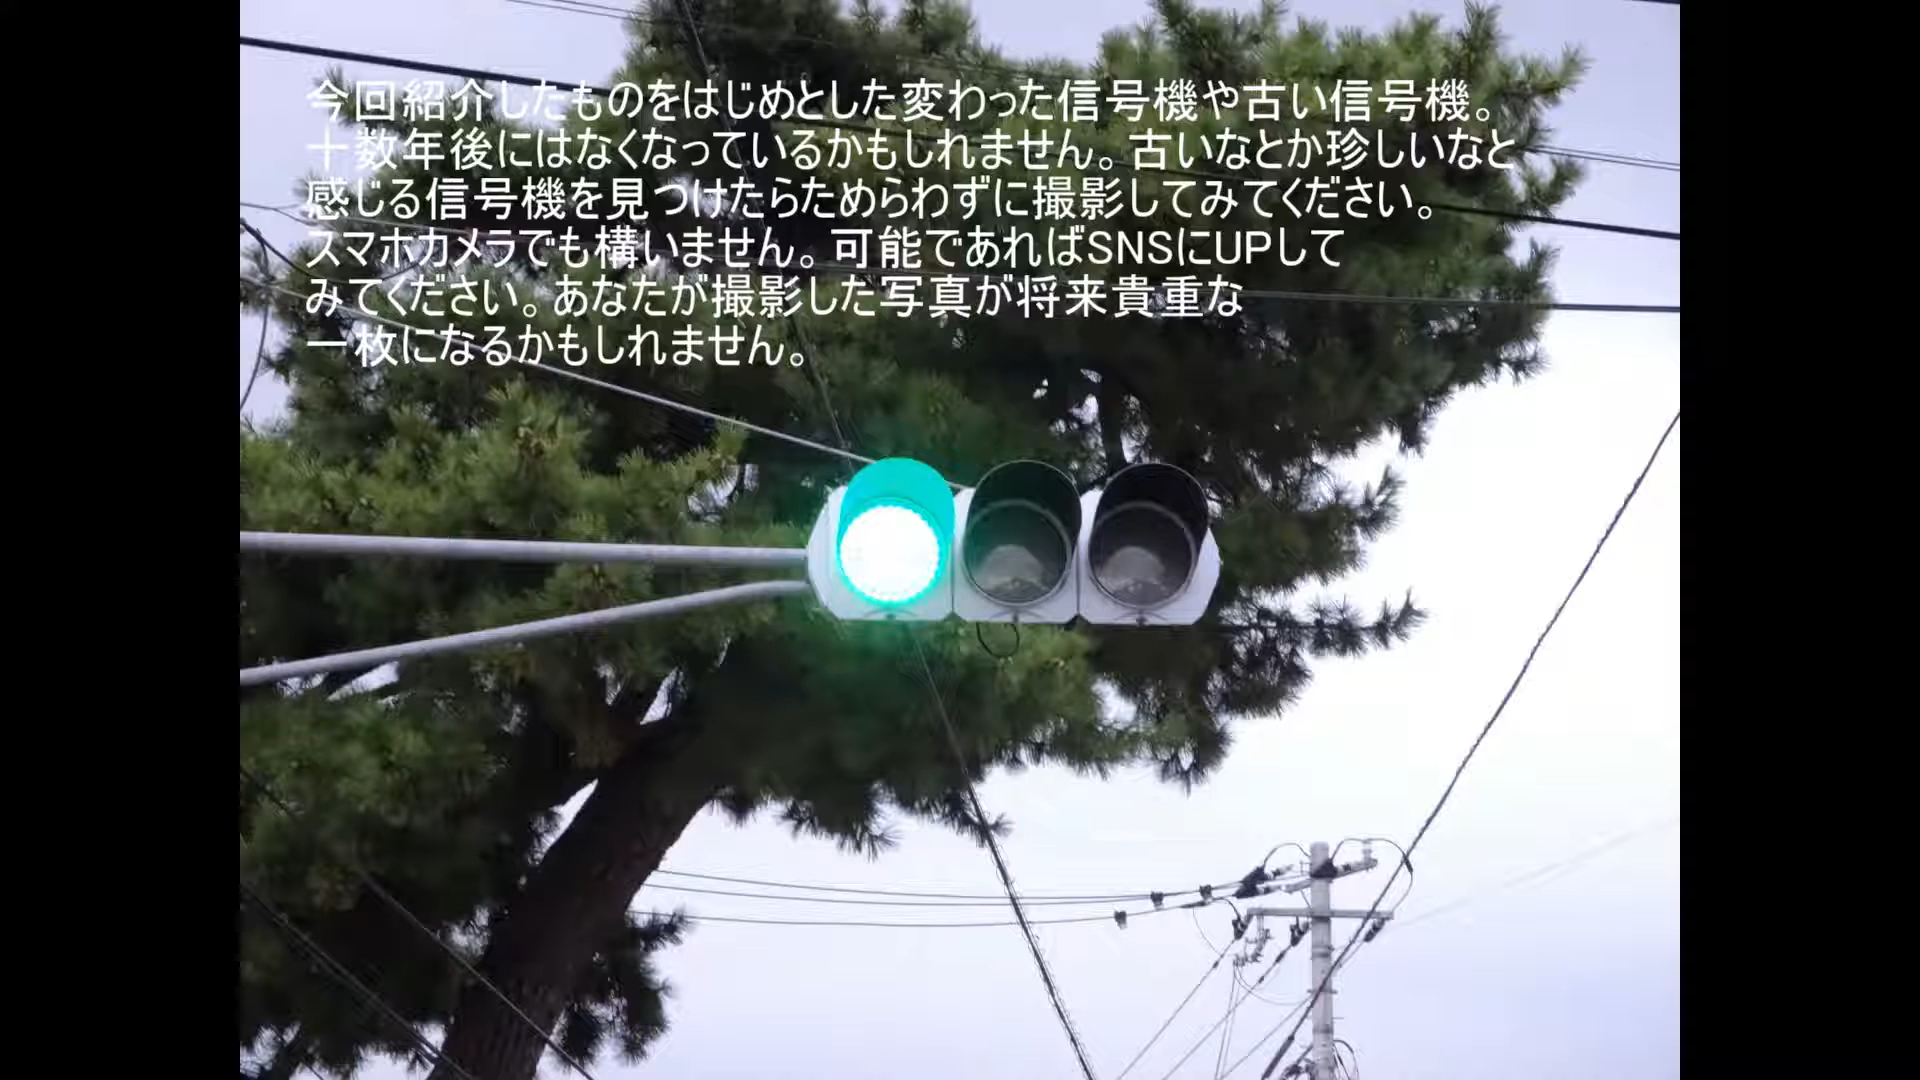 今回紹介したものをはじめとした変わった信号機や古い信号機。
十数年後にはなくなっているかもしれません。古いなとか珍しいなと
感じる信号機を見つけたらためらわずに撮影してみてください。
スマホカメラでも構いません。可能であればSNSにUPして
みてください。あなたが撮影した写真が将来貴重な
一枚になるかもしれません。